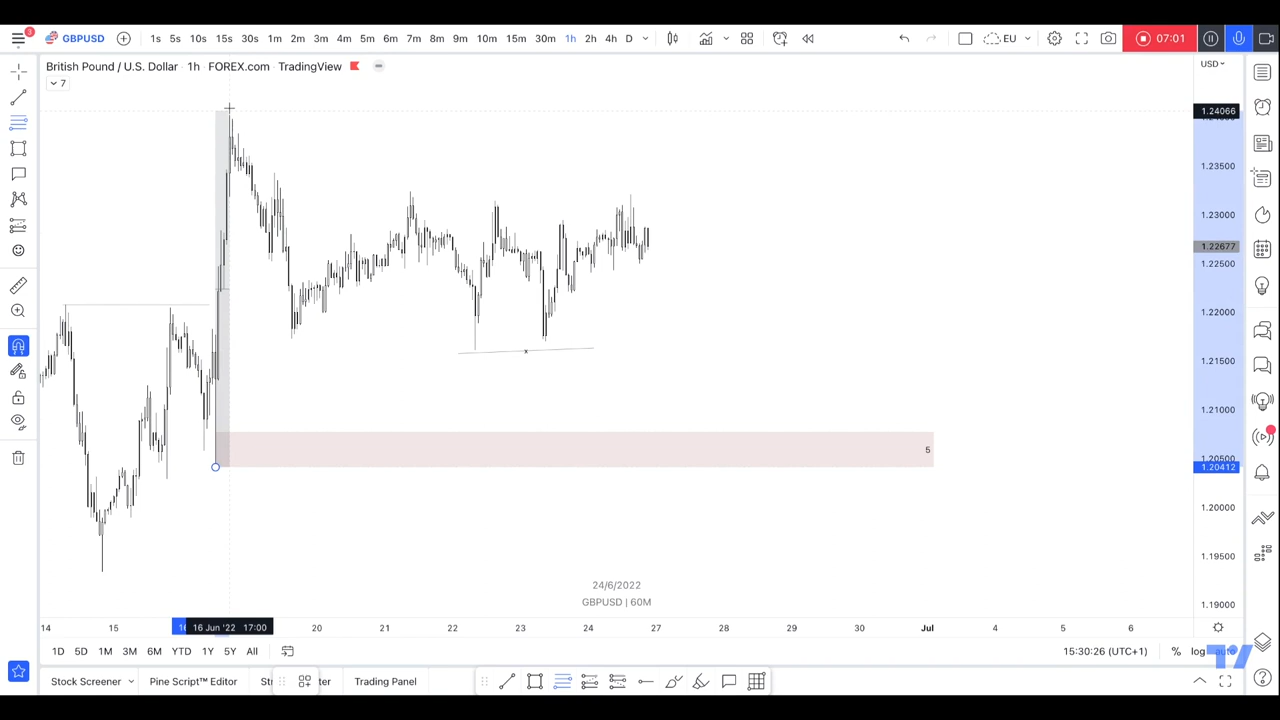 3
GBPUSD 1s 5s 10s 15s 30s 1m 2m 3m 4m 5m 6m 7m 8m 9m 10m 15m 30m 1h 2h 4h D EU 07:01
British Pound / U.S. Dollar · 1h · FOREX.com · TradingView
7
USD
1.24066
1.23500
1.23000
1.22677
1.22500
1.22000
1.21500
1.21000
5
1.20500
1.20412
1.20000
1.19500
1.19000
x
24/6/2022
GBPUSD | 60M
14 15 16 Jun '22 17:00 20 21 22 23 24 27 28 29 30 Jul 4 5 6
1D 5D 1M 3M 6M YTD 1Y 5Y All 15:30:26 (UTC+1) % log auto
Stock Screener Pine Script™ Editor Trading Panel